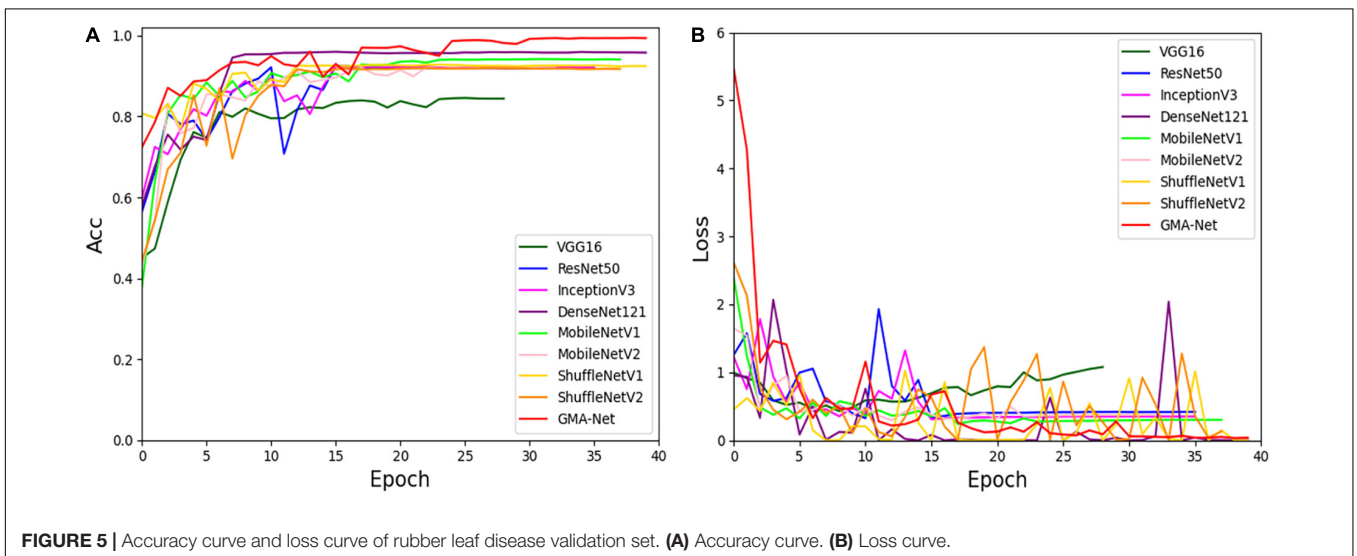 A
1.0
0.8
0.6
0.4
0.2
0.0
Acc
0 5 10 15 20 25 30 35 40
Epoch
VGG16
ResNet50
InceptionV3
DenseNet121
MobileNetV1
MobileNetV2
ShuffleNetV1
ShuffleNetV2
GMA-Net
B
6
5
4
3
2
1
0
Loss
0 5 10 15 20 25 30 35 40
Epoch
VGG16
ResNet50
InceptionV3
DenseNet121
MobileNetV1
MobileNetV2
ShuffleNetV1
ShuffleNetV2
GMA-Net
FIGURE 5 | Accuracy curve and loss curve of rubber leaf disease validation set. (A) Accuracy curve. (B) Loss curve.